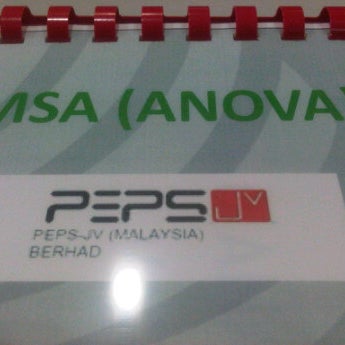 MSA (ANOVA)
PEPS JV
PEPS-JV (MALAYSIA)
BERHAD